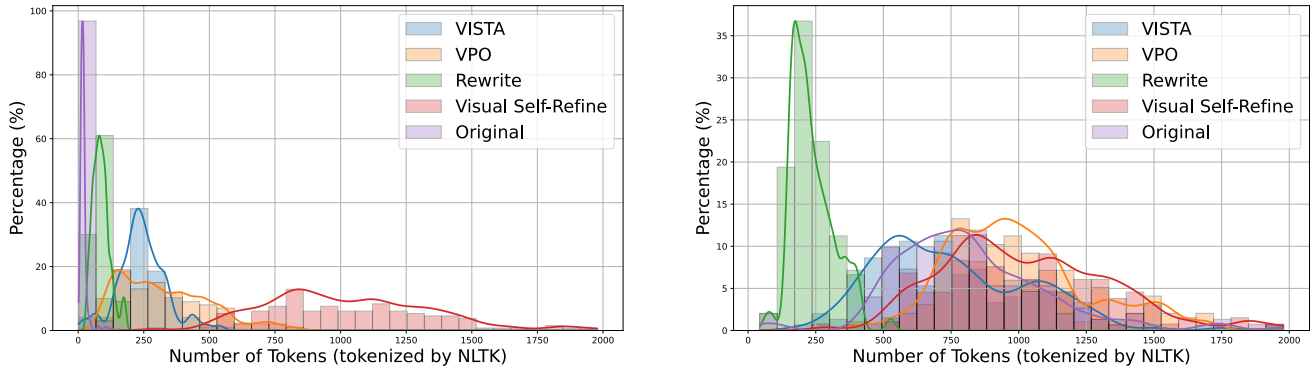 100
80
60
40
20
0
Percentage (%)
0 250 500 750 1000 1250 1500 1750 2000
Number of Tokens (tokenized by NLTK)
VISTA
VPO
Rewrite
Visual Self-Refine
Original
35
30
25
20
15
10
5
0
Percentage (%)
0 250 500 750 1000 1250 1500 1750 2000
Number of Tokens (tokenized by NLTK)
VISTA
VPO
Rewrite
Visual Self-Refine
Original